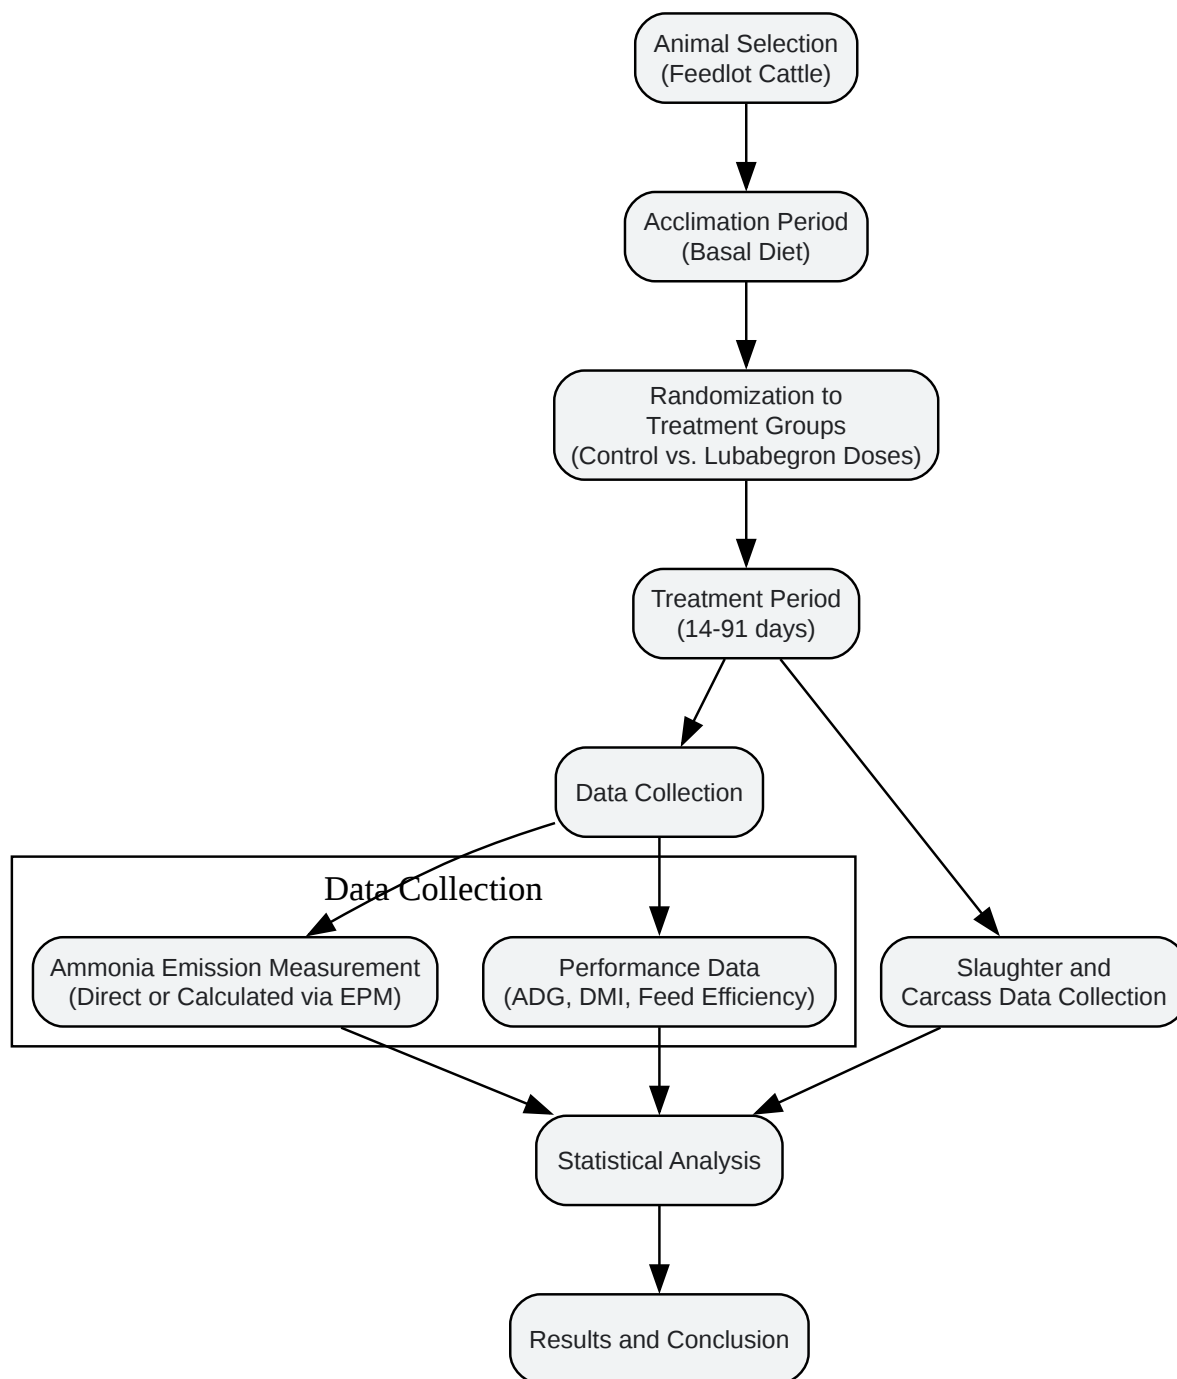 Animal Selection
(Feedlot Cattle)
Acclimation Period
(Basal Diet)
Randomization to
Treatment Groups
(Control vs. Lubabegron Doses)
Treatment Period
(14-91 days)
Data Collection
Data Collection
Ammonia Emission Measurement
(Direct or Calculated via EPM)
Performance Data
(ADG, DMI, Feed Efficiency)
Slaughter and
Carcass Data Collection
Statistical Analysis
Results and Conclusion